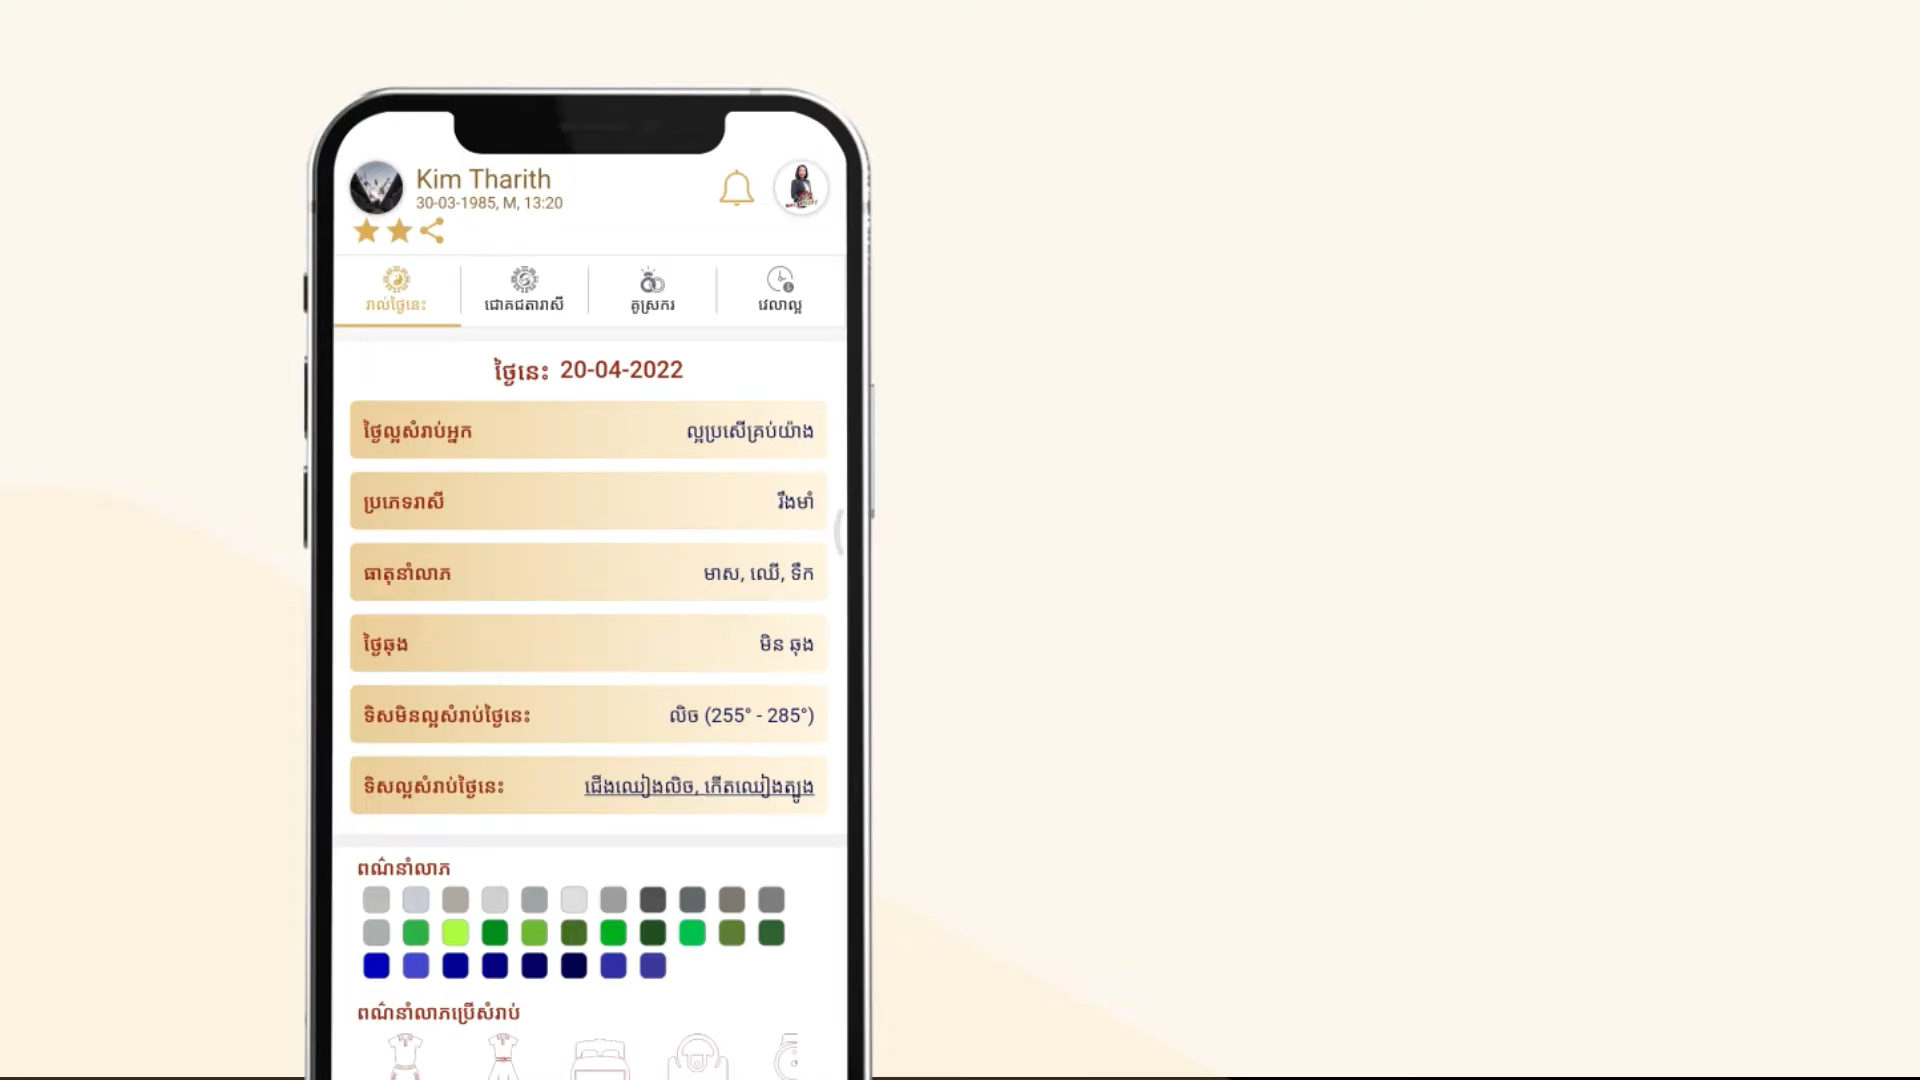 Kim Tharith
30-03-1985, M, 13:20
រាល់ថ្ងៃនេះ
ជោគជតារាសី
គូស្រករ
វេលាល្អ
ថ្ងៃនេះ 20-04-2022
ថ្ងៃល្អសំរាប់អ្នក ល្អប្រសើគ្រប់យ៉ាង
ប្រភេទរាសី រឹងមាំ
ធាតុនាំលាភ មាស, ឈើ, ទឹក
ថ្ងៃឆុង មិន ឆុង
ទិសមិនល្អសំរាប់ថ្ងៃនេះ លិច (255° - 285°)
ទិសល្អសំរាប់ថ្ងៃនេះ ជើងឈៀងលិច, កើតឈៀងត្បូង
ពណ៌នាំលាភ
ពណ៌នាំលាភប្រើសំរាប់